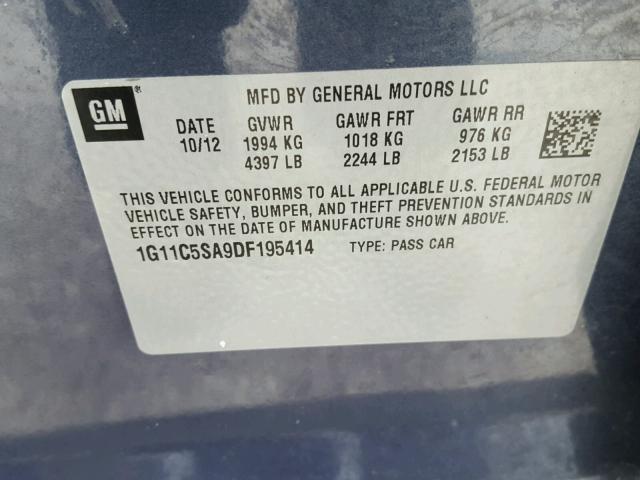 GM ®
MFD BY GENERAL MOTORS LLC
DATE GVWR GAWR FRT GAWR RR
10/12 1994 KG 1018 KG 976 KG
4397 LB 2244 LB 2153 LB
THIS VEHICLE CONFORMS TO ALL APPLICABLE U.S. FEDERAL MOTOR
VEHICLE SAFETY, BUMPER, AND THEFT PREVENTION STANDARDS IN
EFFECT ON THE DATE OF MANUFACTURE SHOWN ABOVE.
1G11C5SA9DF195414 TYPE: PASS CAR